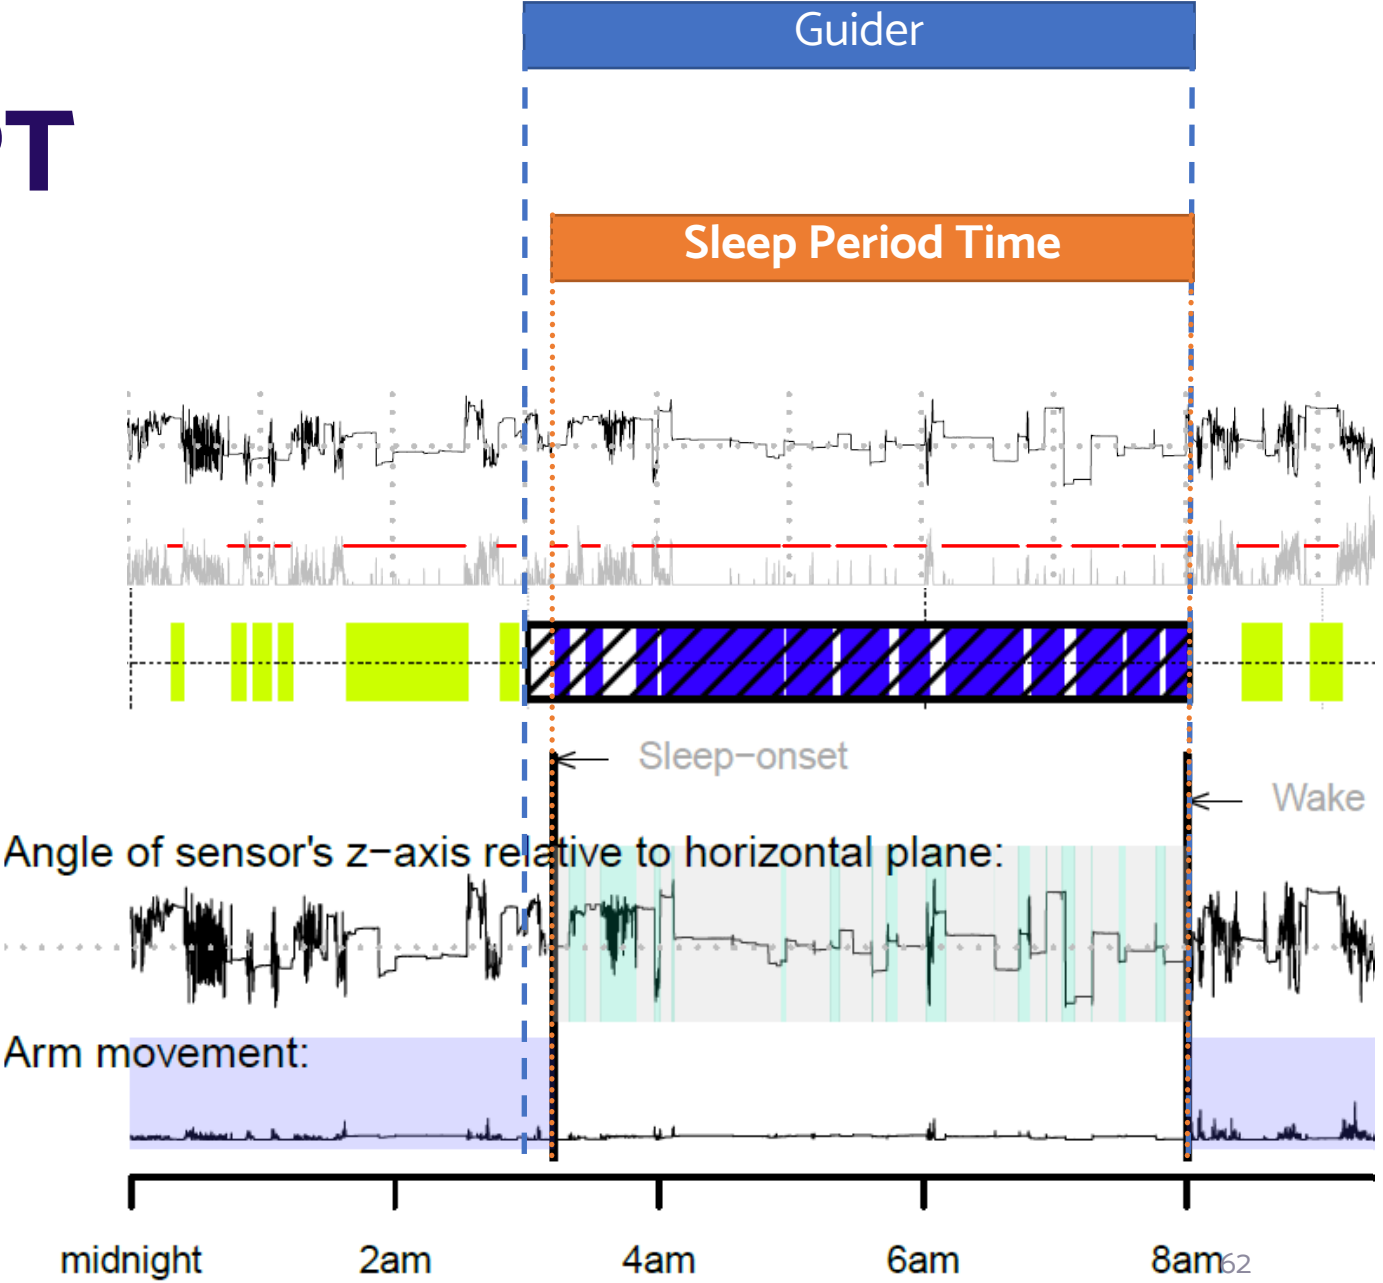 Guider
PT
Sleep Period Time
Sleep-onset
Wake
Angle of sensor's z-axis relative to horizontal plane:
Arm movement:
midnight 2am 4am 6am 8am
62